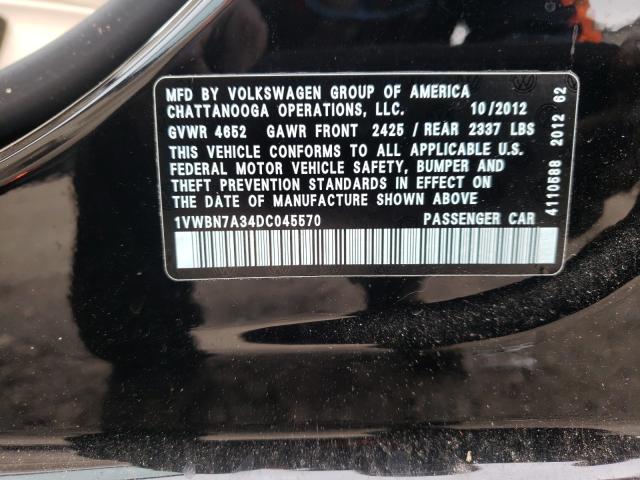 MFD BY VOLKSWAGEN GROUP OF AMERICA
CHATTANOOGA OPERATIONS, LLC. 10/2012
GVWR 4652 GAWR FRONT 2425 / REAR 2337 LBS
THIS VEHICLE CONFORMS TO ALL APPLICABLE U.S.
FEDERAL MOTOR VEHICLE SAFETY, BUMPER AND
THEFT PREVENTION STANDARDS IN EFFECT ON
THE DATE OF MANUFACTURE SHOWN ABOVE
1VWBN7A34DC045570 PASSENGER CAR
4110588 2012 62